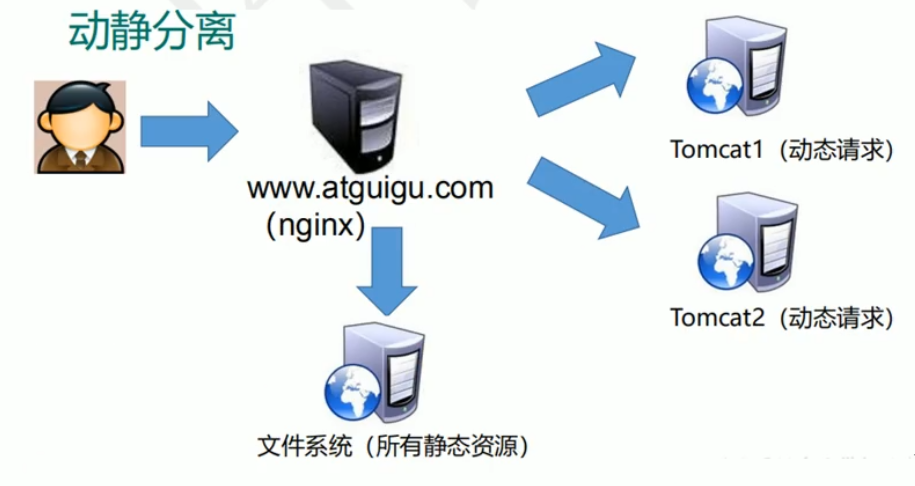 动静分离
www.atguigu.com
（nginx）
Tomcat1（动态请求）
Tomcat2（动态请求）
文件系统（所有静态资源）